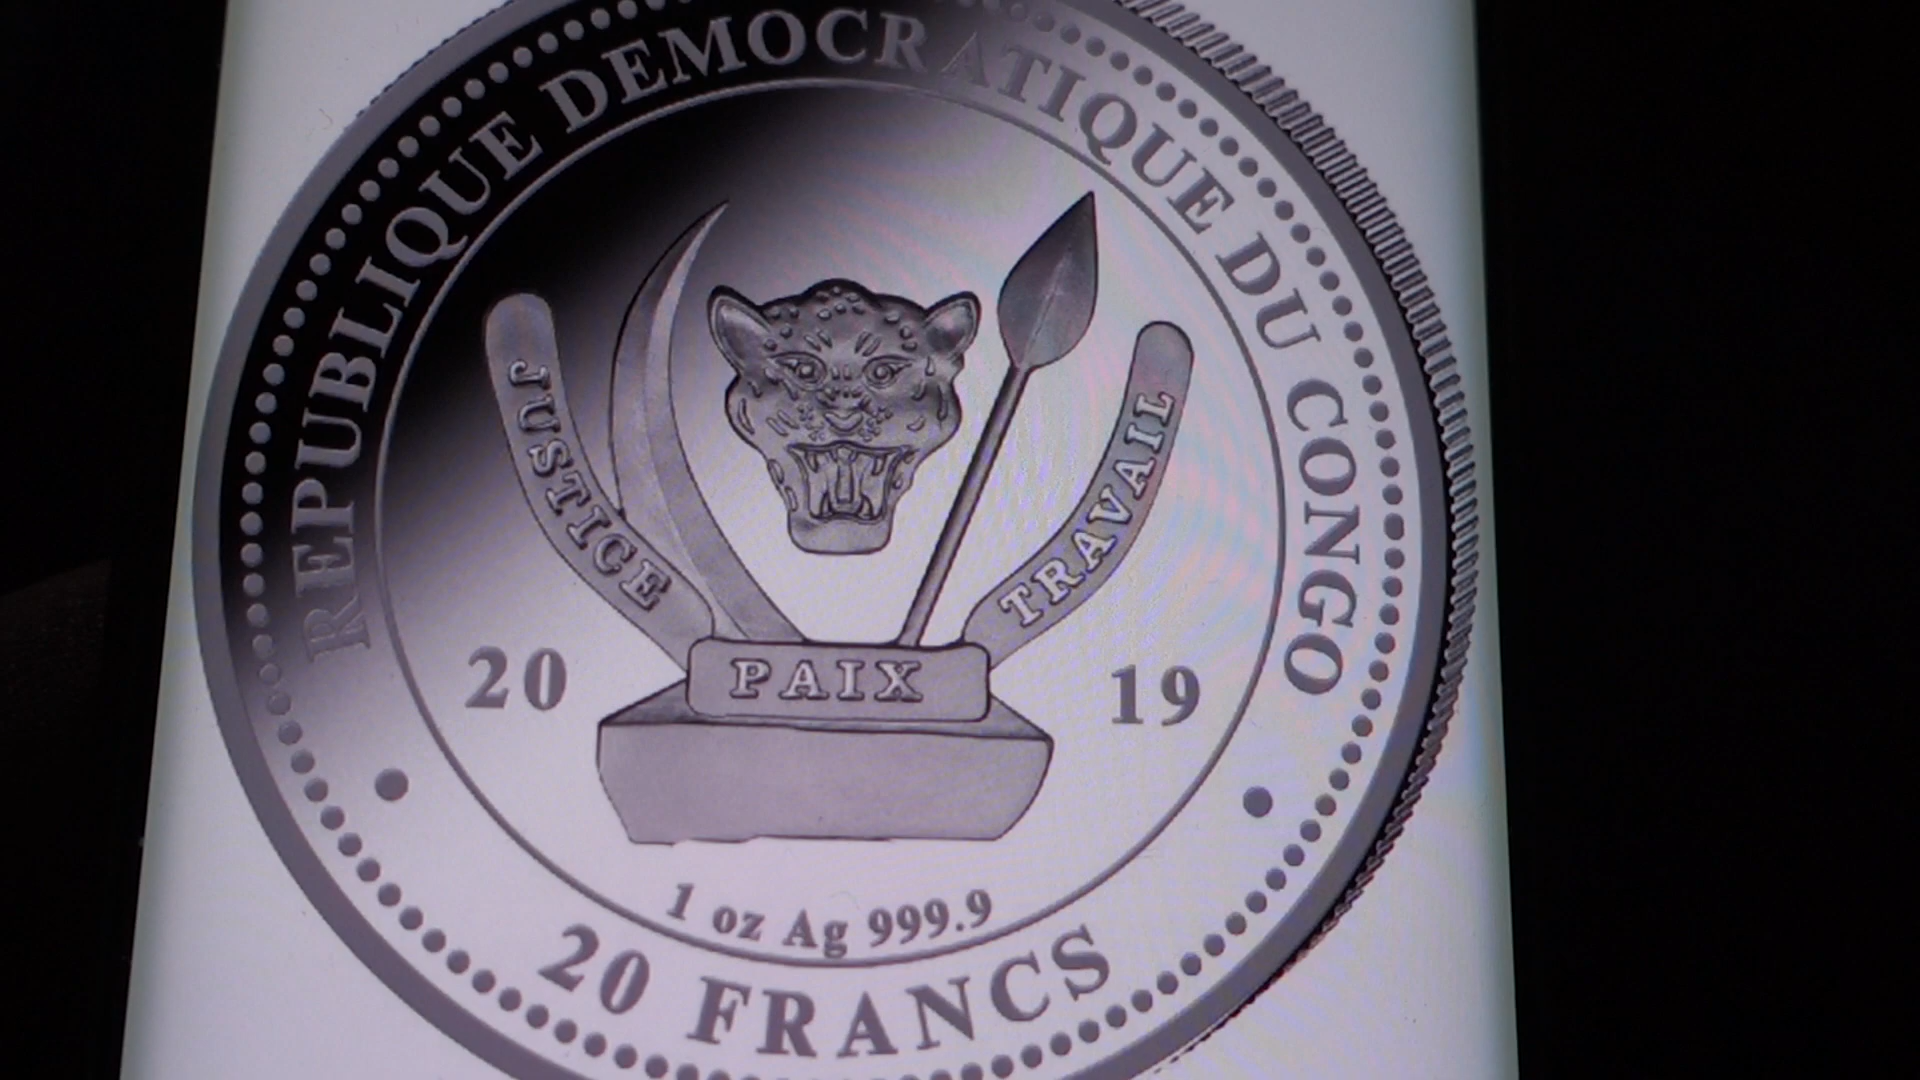 REPUBLIQUE DEMOCRATIQUE DU CONGO
JUSTICE
TRAVAIL
PAIX
20 19
1 oz Ag 999.9
20 FRANCS